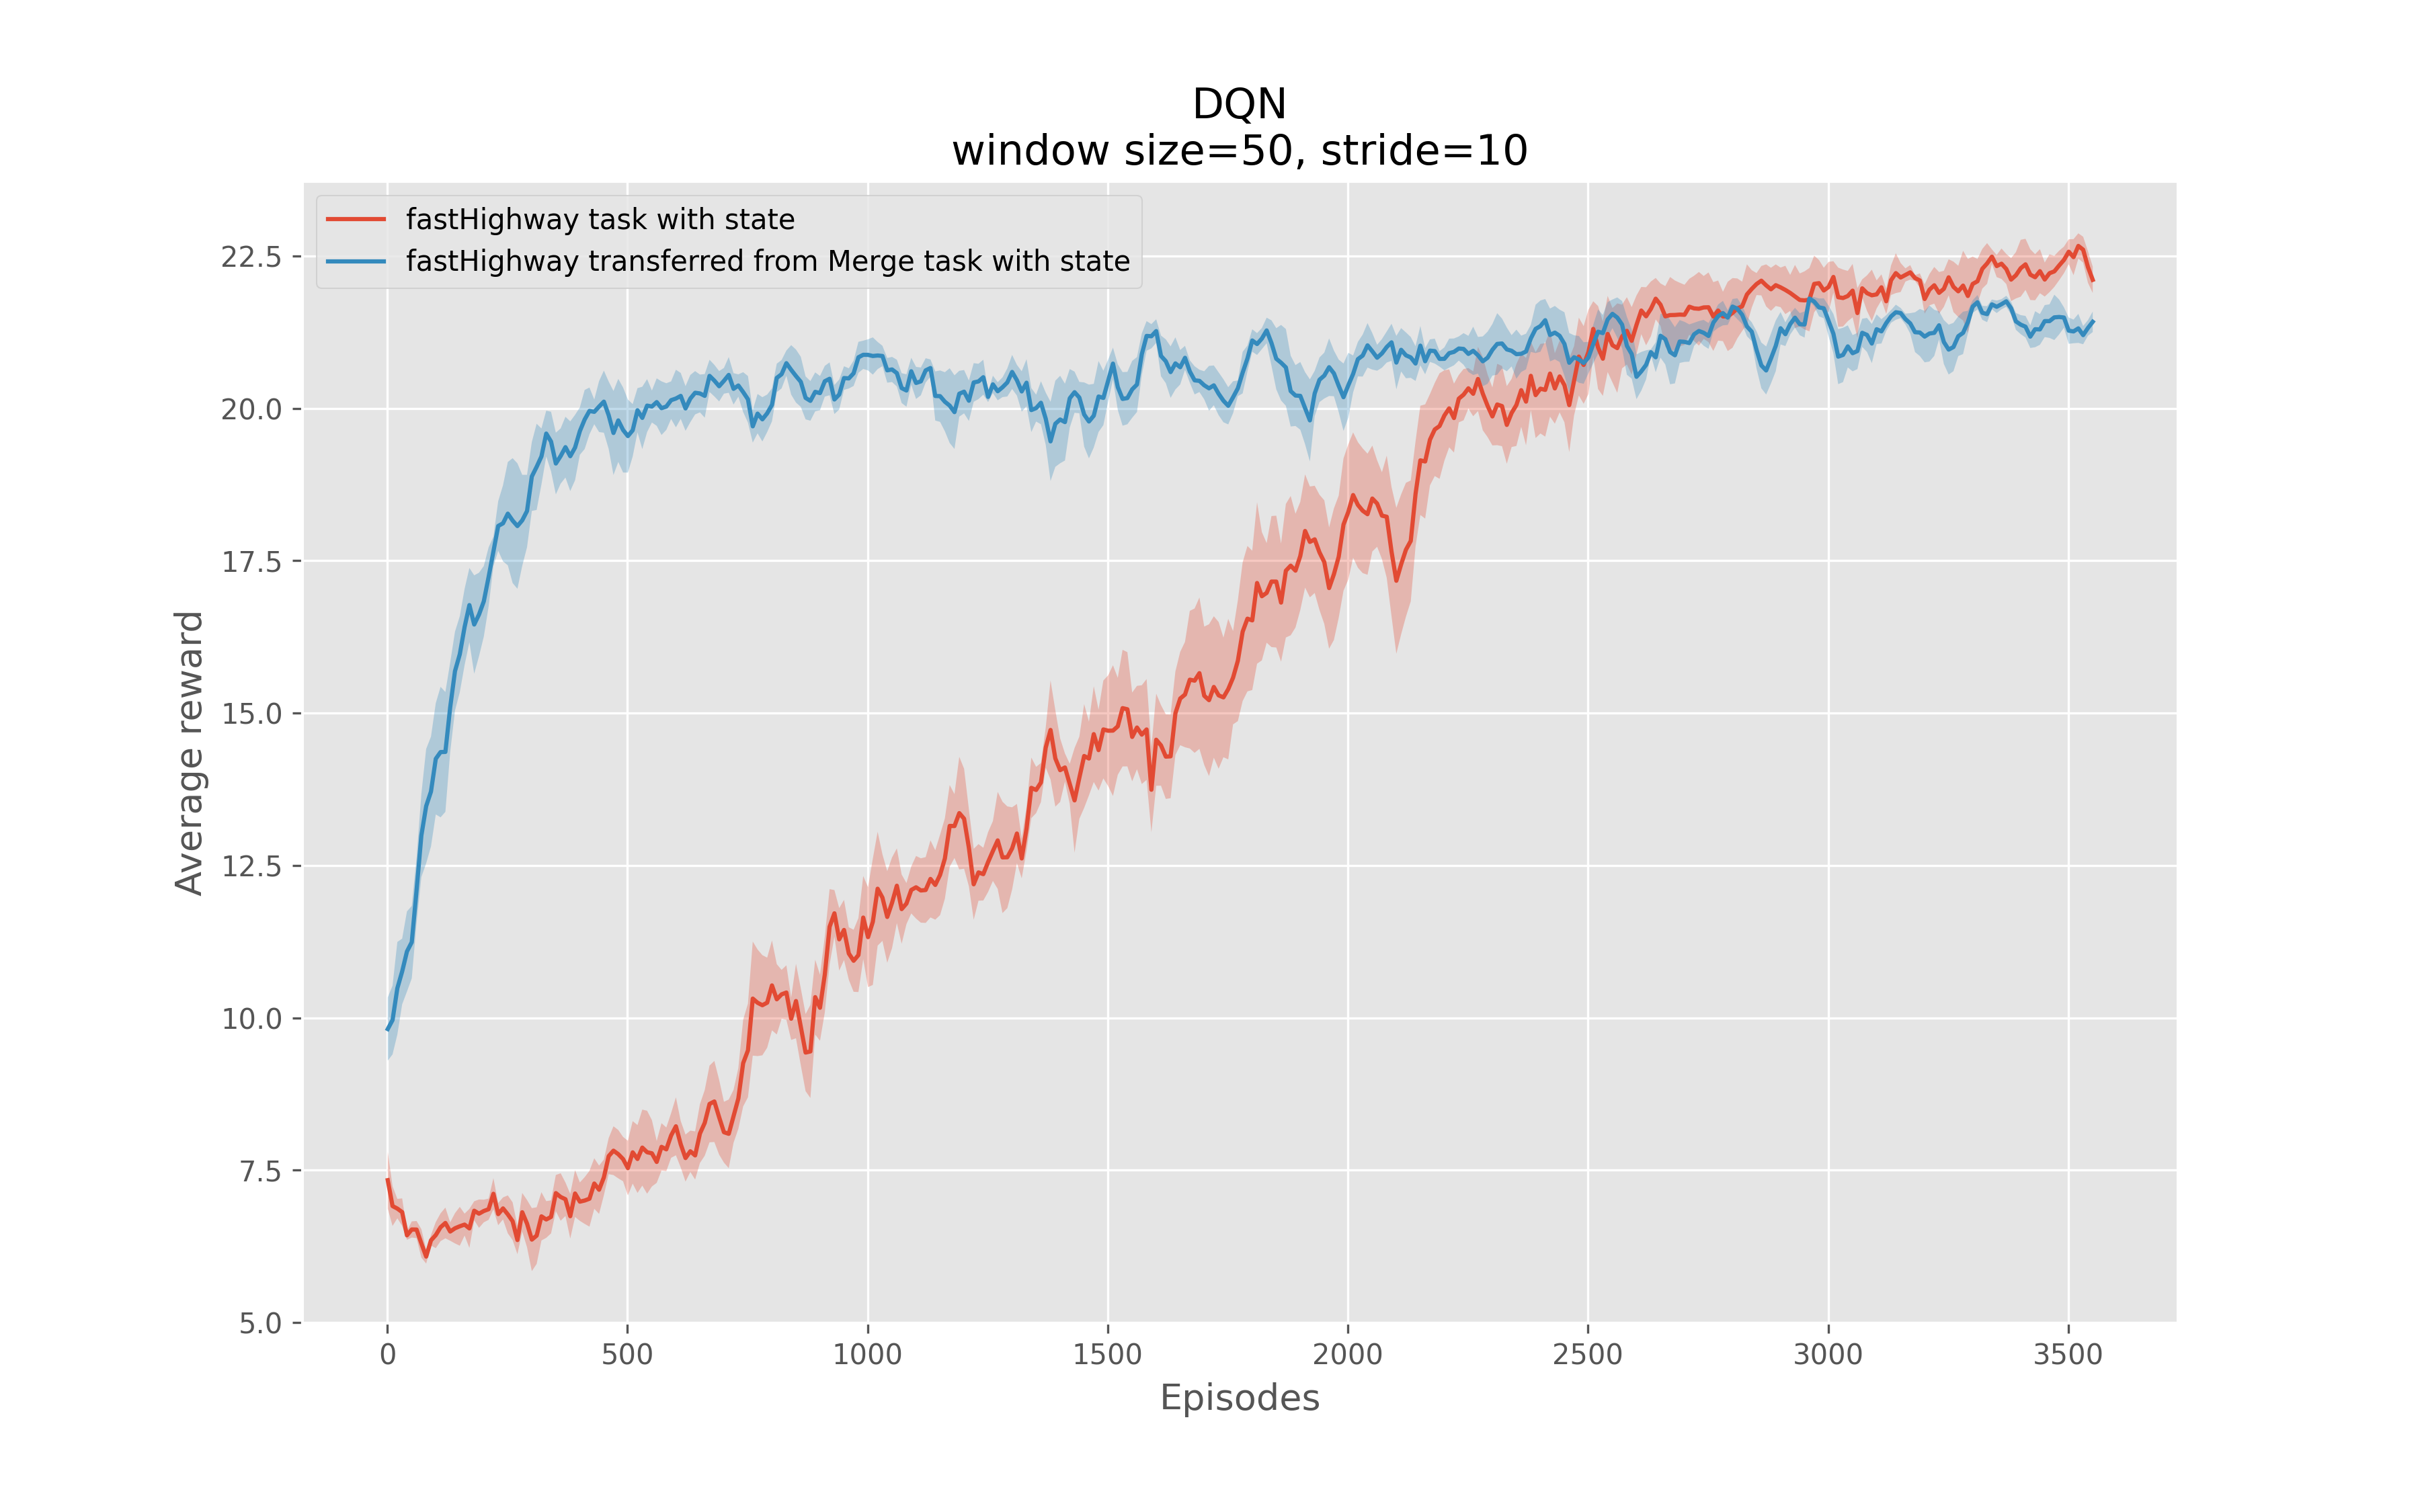 DQN
window size=50, stride=10
fastHighway task with state
fastHighway transferred from Merge task with state
22.5
20.0
17.5
15.0
12.5
10.0
7.5
5.0
Average reward
0 500 1000 1500 2000 2500 3000 3500
Episodes